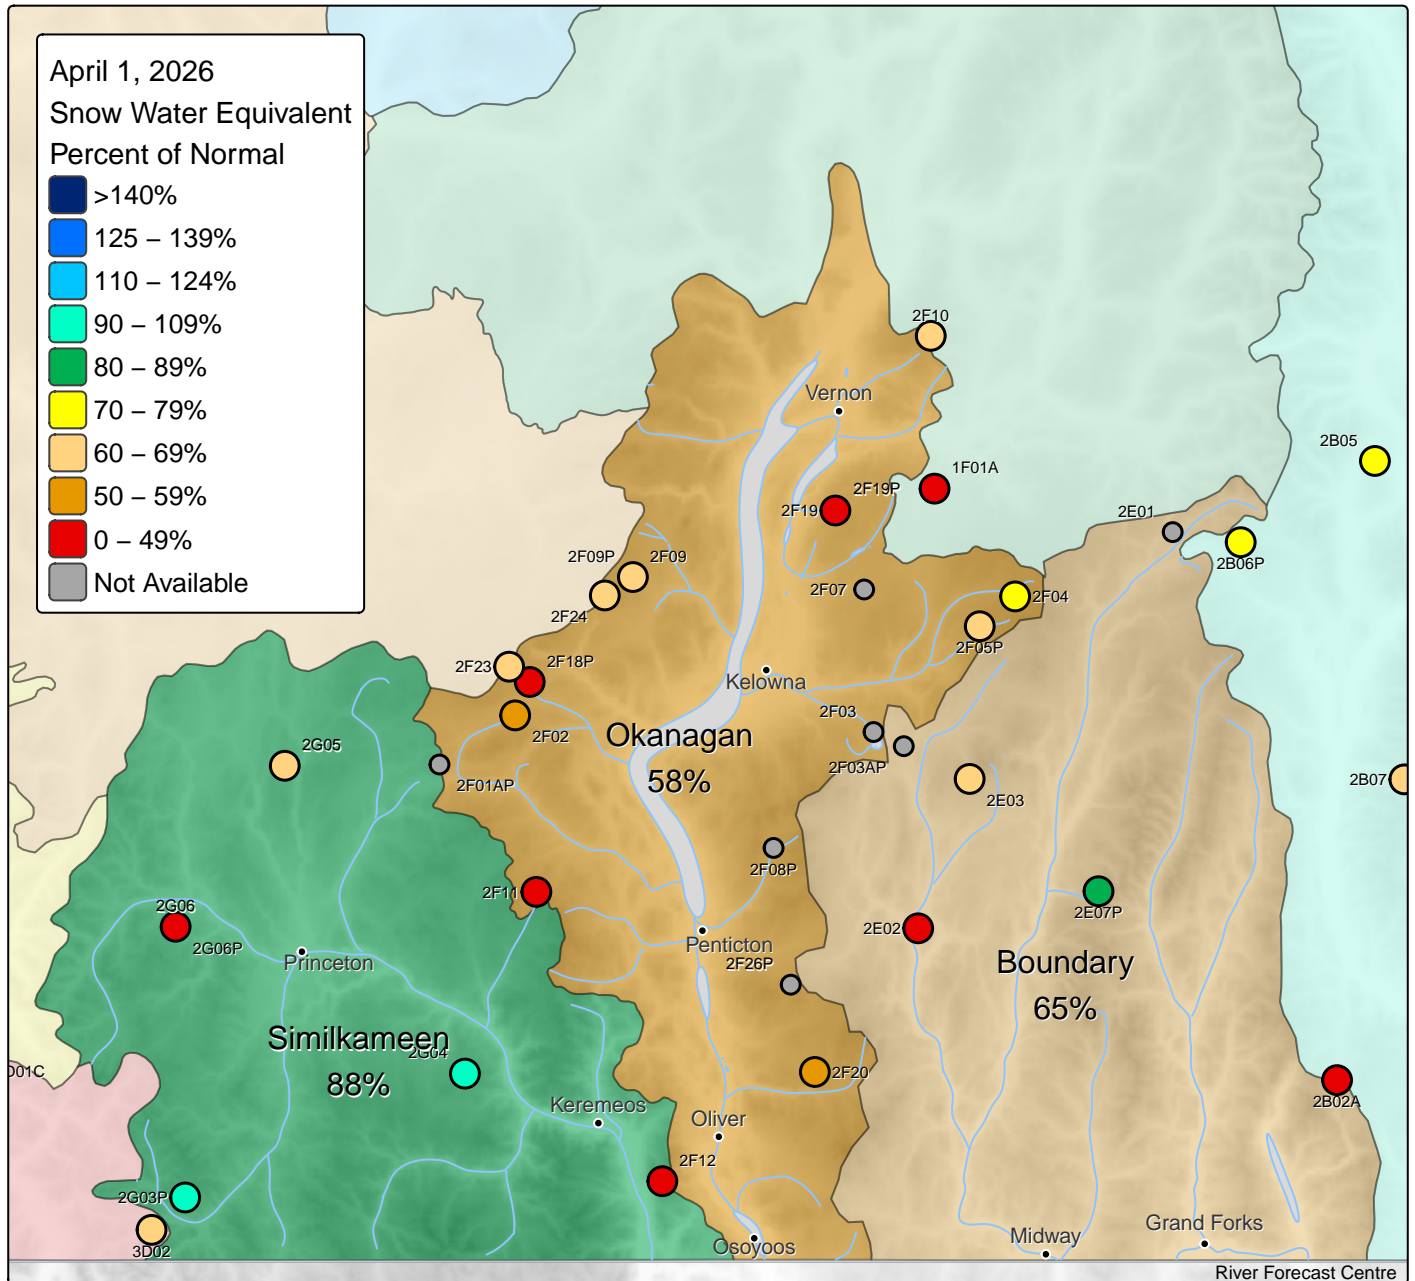 April 1, 2026
Snow Water Equivalent
Percent of Normal
>140%
125 – 139%
110 – 124%
90 – 109%
80 – 89%
70 – 79%
60 – 69%
50 – 59%
0 – 49%
Not Available
2F10
Vernon
2B05
1F01A
2F19P
2F19
2E01
2B06P
2F09P
2F09
2F07
2F24
2F04
2F05P
2F23
2F18P
Kelowna
2F03
2F02
Okanagan
58%
2G05
2F03AP
2F01AP
2E03
2B07
2F08P
2F11
2G06
2E07P
2E02
2G06P
Penticton
Princeton
2F26P
Boundary
65%
Similkameen
88%
2G04
D01C
2F20
Keremeos
2B02A
Oliver
2F12
2G03P
3D02
Grand Forks
Midway
Osoyoos
River Forecast Centre